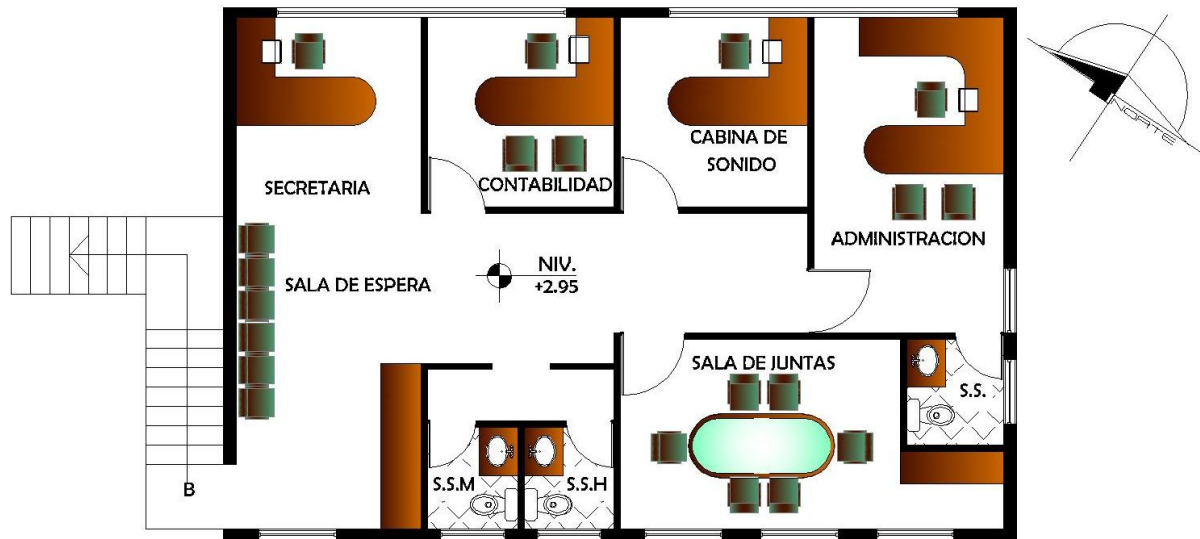 NORTE
CABINA DE
SONIDO
SECRETARIA
CONTABILIDAD
ADMINISTRACION
NIV.
+2.95
SALA DE ESPERA
SALA DE JUNTAS
S.S.
S.S.M
S.S.H
B